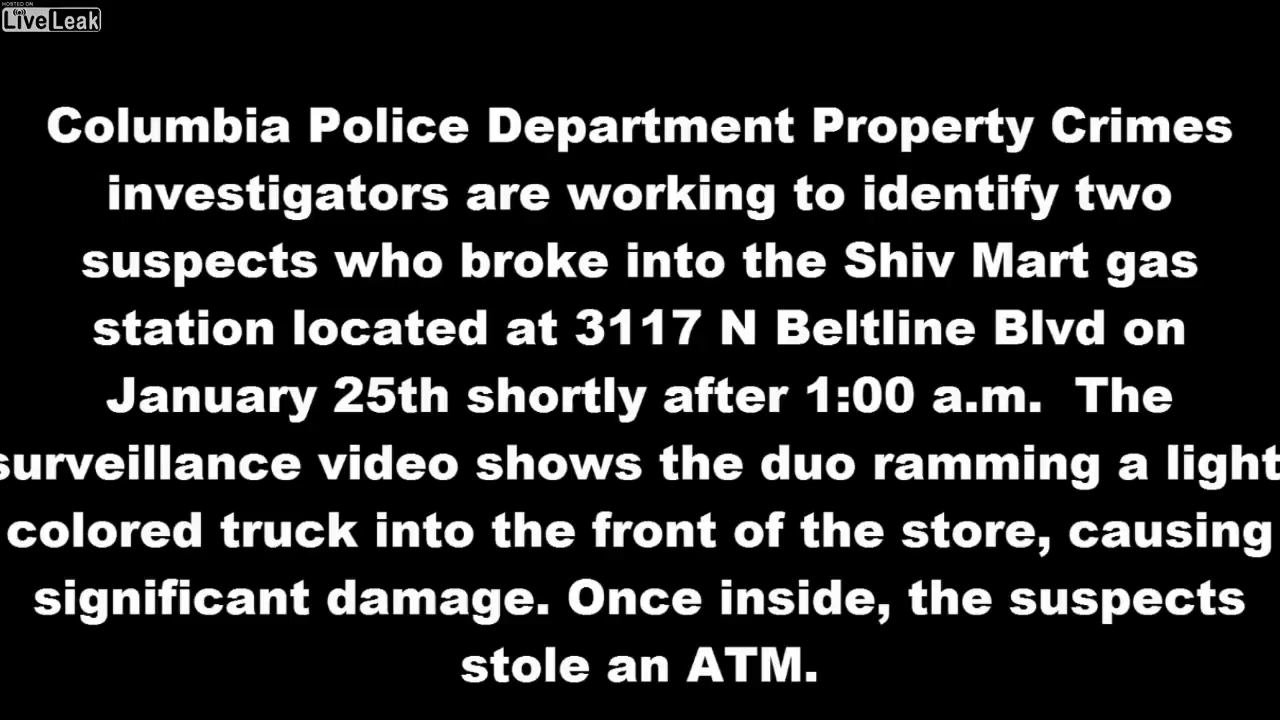 HOSTED ON
LiveLeak
Columbia Police Department Property Crimes
investigators are working to identify two
suspects who broke into the Shiv Mart gas
station located at 3117 N Beltline Blvd on
January 25th shortly after 1:00 a.m.  The
surveillance video shows the duo ramming a light
colored truck into the front of the store, causing
significant damage. Once inside, the suspects
stole an ATM.